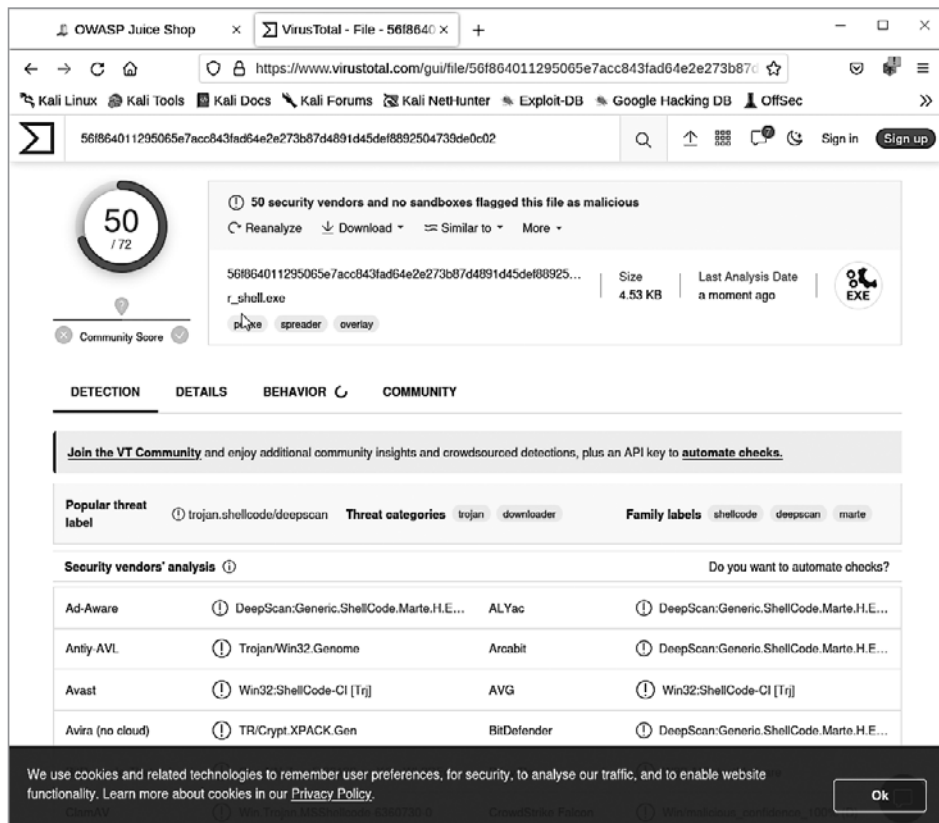 OWASP Juice Shop
VirusTotal - File - 56f8640
https://www.virustotal.com/gui/file/56f864011295065e7acc843fad64e2e273b87d
Kali Linux Kali Tools Kali Docs Kali Forums Kali NetHunter Exploit-DB Google Hacking DB OffSec
56f864011295065e7acc843fad64e2e273b87d4891d45def8892504739de0c02
7
Sign in Sign up
50
/ 72
Community Score
50 security vendors and no sandboxes flagged this file as malicious
Reanalyze Download Similar to More
56f864011295065e7acc843fad64e2e273b87d4891d45def88925...
r_shell.exe
spreader overlay
Size
4.53 KB
Last Analysis Date
a moment ago
EXE
DETECTION DETAILS BEHAVIOR COMMUNITY
Join the VT Community and enjoy additional community insights and crowdsourced detections, plus an API key to automate checks.
Popular threat label
trojan.shellcode/deepscan
Threat categories trojan downloader
Family labels shellcode deepscan marte
Security vendors' analysis Do you want to automate checks?
Ad-Aware DeepScan:Generic.ShellCode.Marte.H.E... ALYac DeepScan:Generic.ShellCode.Marte.H.E...
Antiy-AVL Trojan/Win32.Genome Arcabit DeepScan:Generic.ShellCode.Marte.H.E...
Avast Win32:ShellCode-CI [Trj] AVG Win32:ShellCode-CI [Trj]
Avira (no cloud) TR/Crypt.XPACK.Gen BitDefender DeepScan:Generic.ShellCode.Marte.H.E...
We use cookies and related technologies to remember user preferences, for security, to analyse our traffic, and to enable website
functionality. Learn more about cookies in our Privacy Policy.
Ok